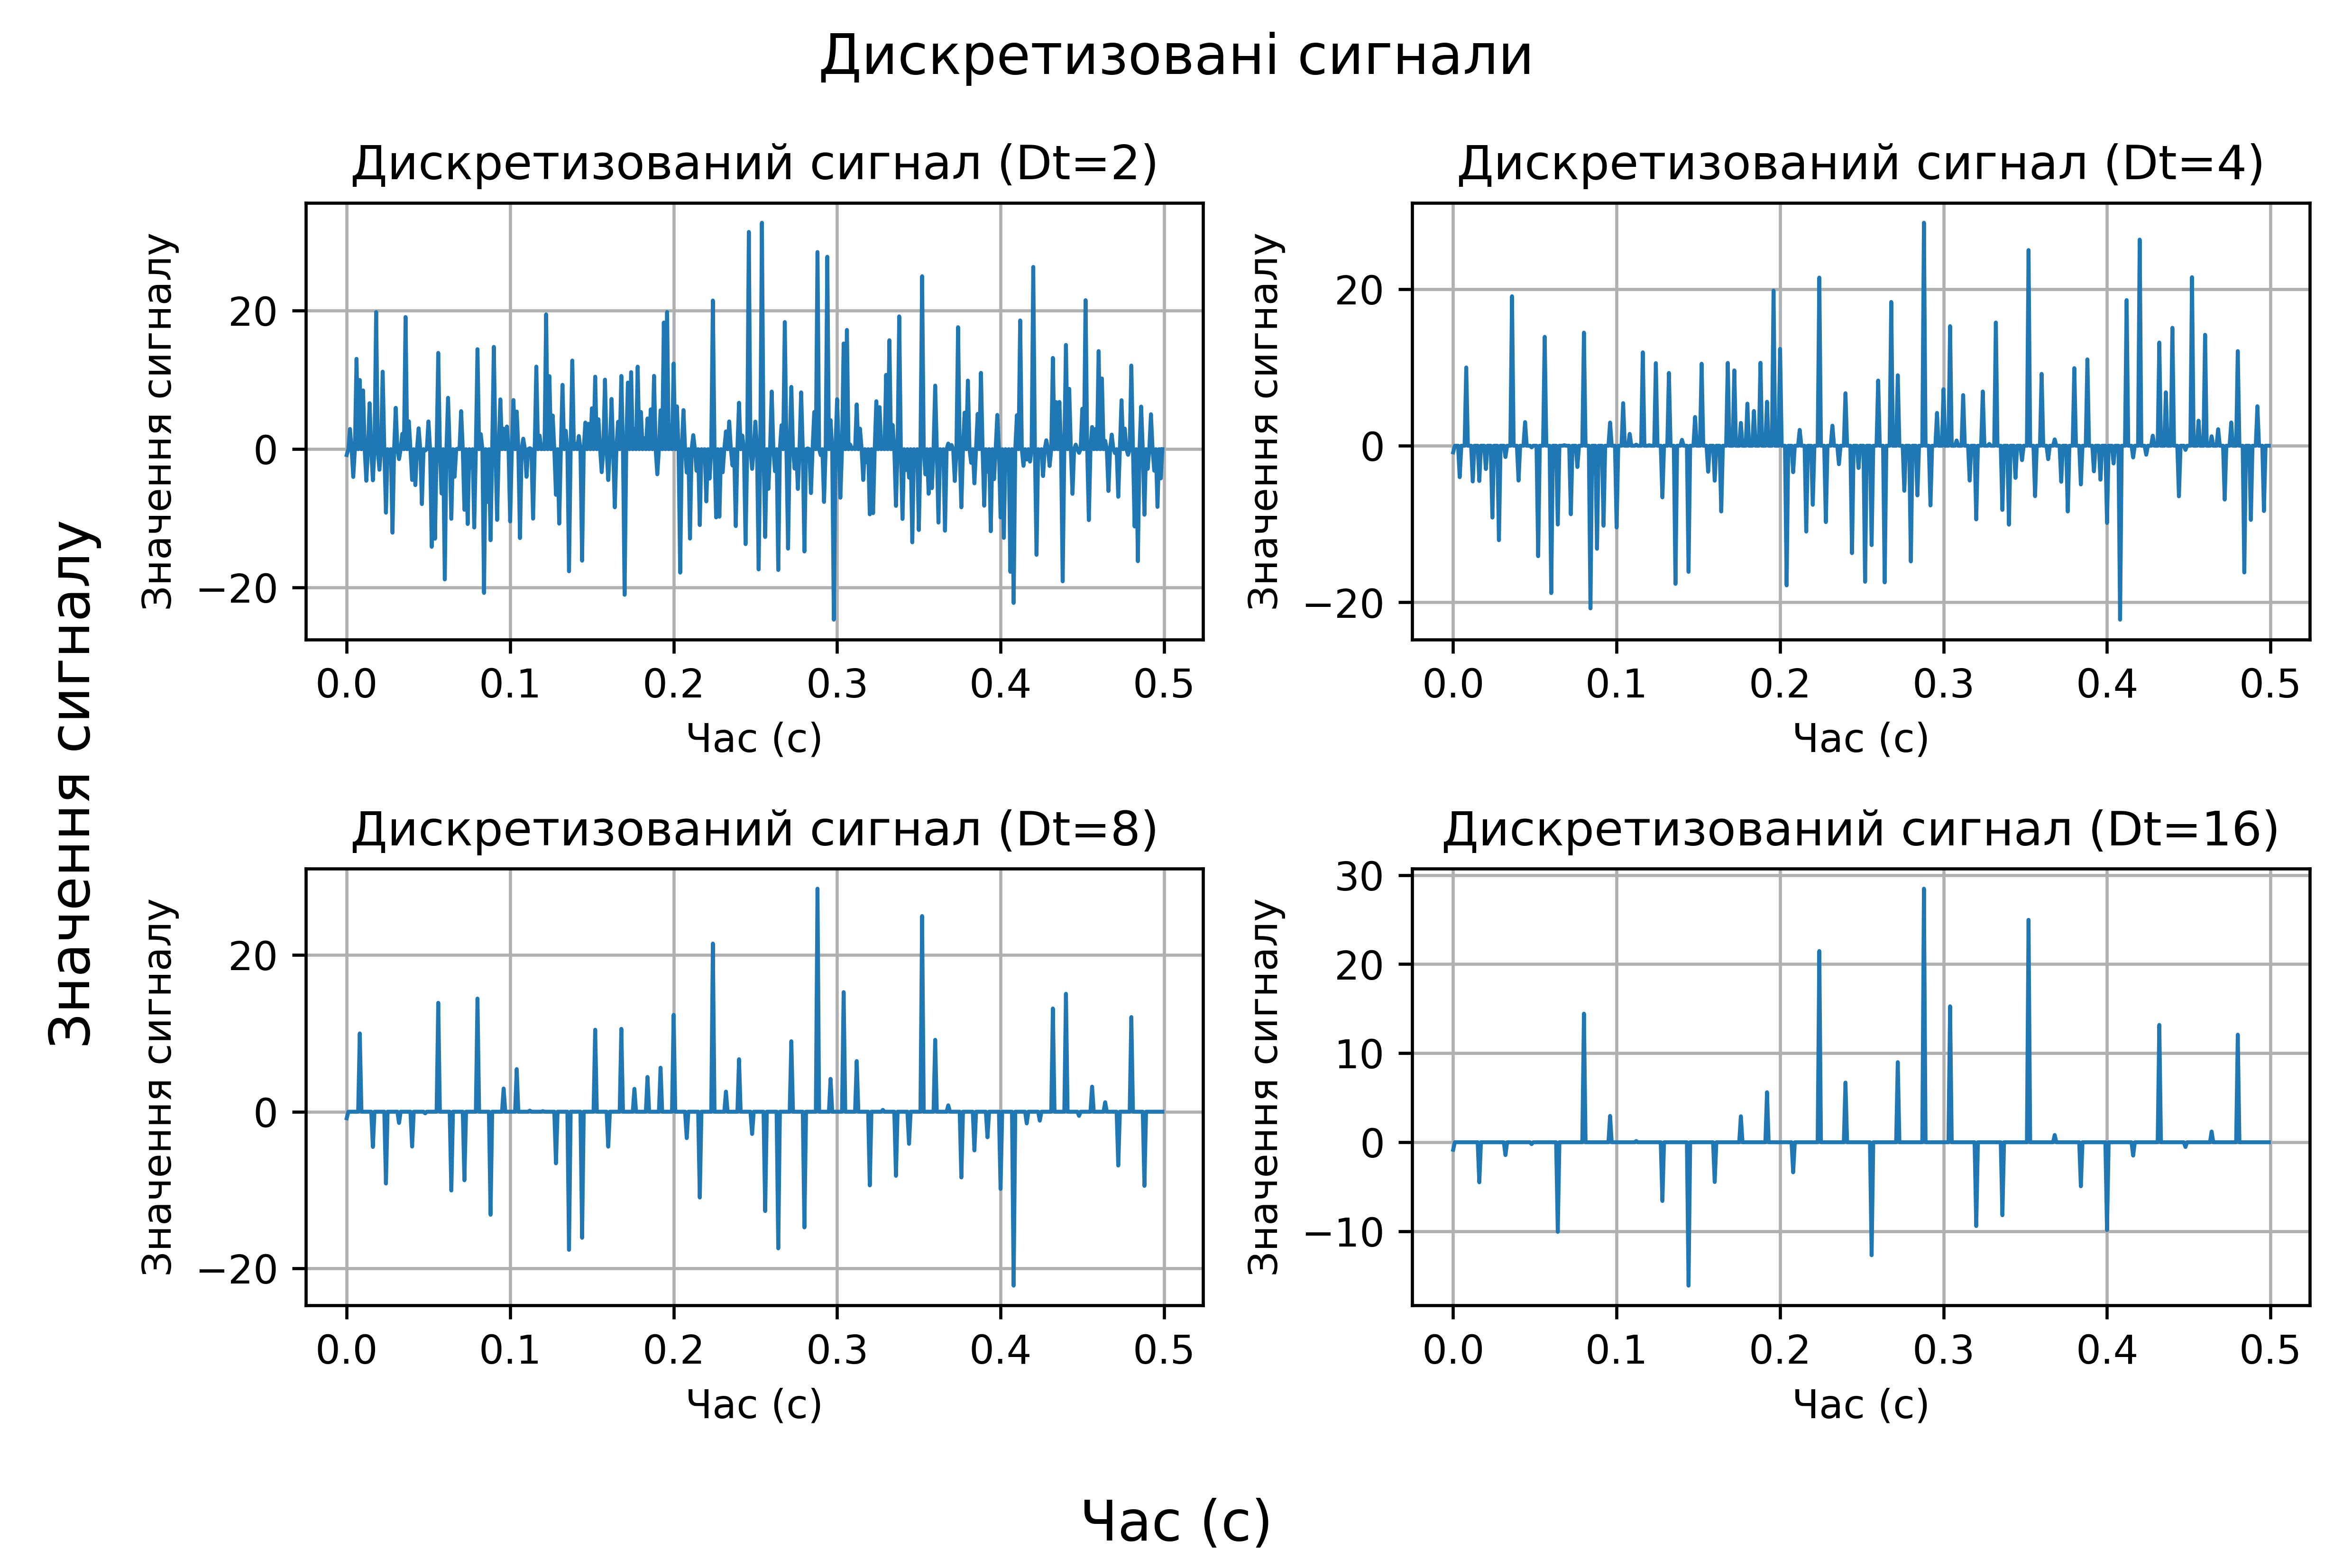 Дискретизовані сигнали
Дискретизований сигнал (Dt=2)
Значення сигналу
20
0
−20
0.0 0.1 0.2 0.3 0.4 0.5
Час (с)
Дискретизований сигнал (Dt=4)
Значення сигналу
20
0
−20
0.0 0.1 0.2 0.3 0.4 0.5
Час (с)
Значення сигналу
Дискретизований сигнал (Dt=8)
Значення сигналу
20
0
−20
0.0 0.1 0.2 0.3 0.4 0.5
Час (с)
Дискретизований сигнал (Dt=16)
Значення сигналу
30
20
10
0
−10
0.0 0.1 0.2 0.3 0.4 0.5
Час (с)
Час (с)